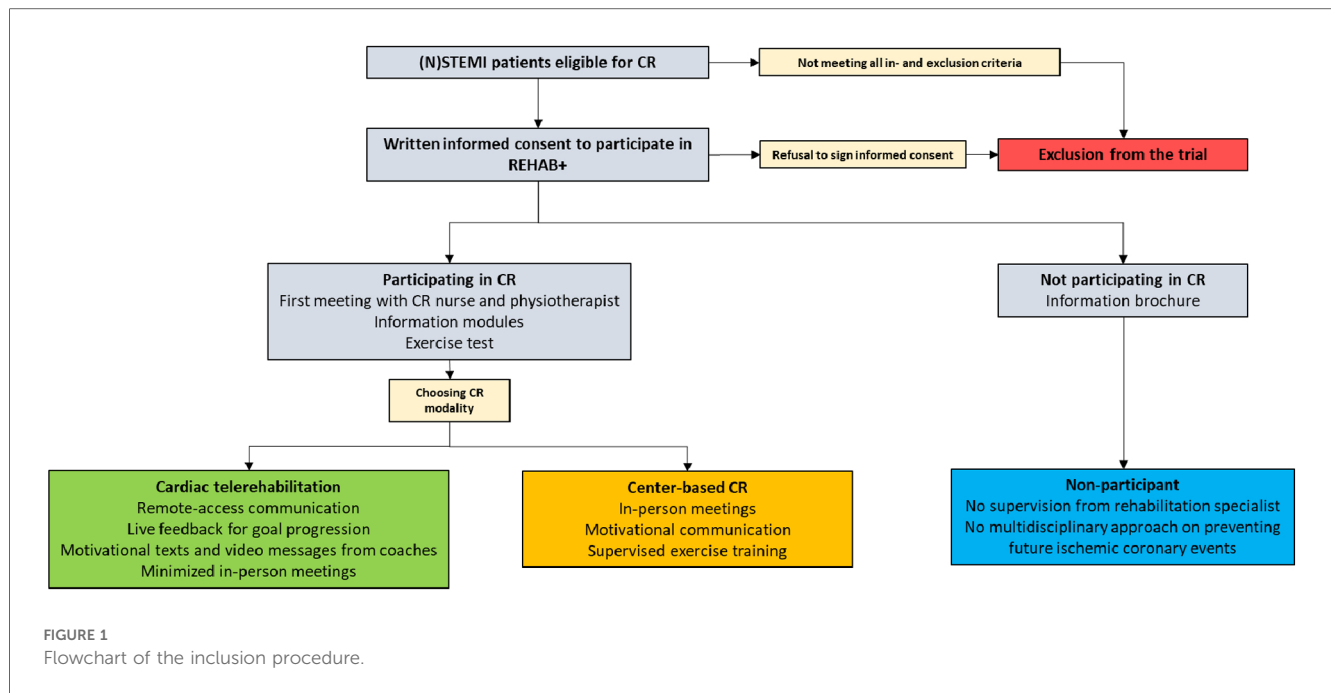 (N)STEMI patients eligible for CR
Not meeting all in- and exclusion criteria
Written informed consent to participate in
REHAB+
Refusal to sign informed consent
Exclusion from the trial
Participating in CR
First meeting with CR nurse and physiotherapist
Information modules
Exercise test
Not participating in CR
Information brochure
Choosing CR
modality
Cardiac telerehabilitation
Remote-access communication
Live feedback for goal progression
Motivational texts and video messages from coaches
Minimized in-person meetings
Center-based CR
In-person meetings
Motivational communication
Supervised exercise training
Non-participant
No supervision from rehabilitation specialist
No multidisciplinary approach on preventing
future ischemic coronary events
FIGURE 1
Flowchart of the inclusion procedure.